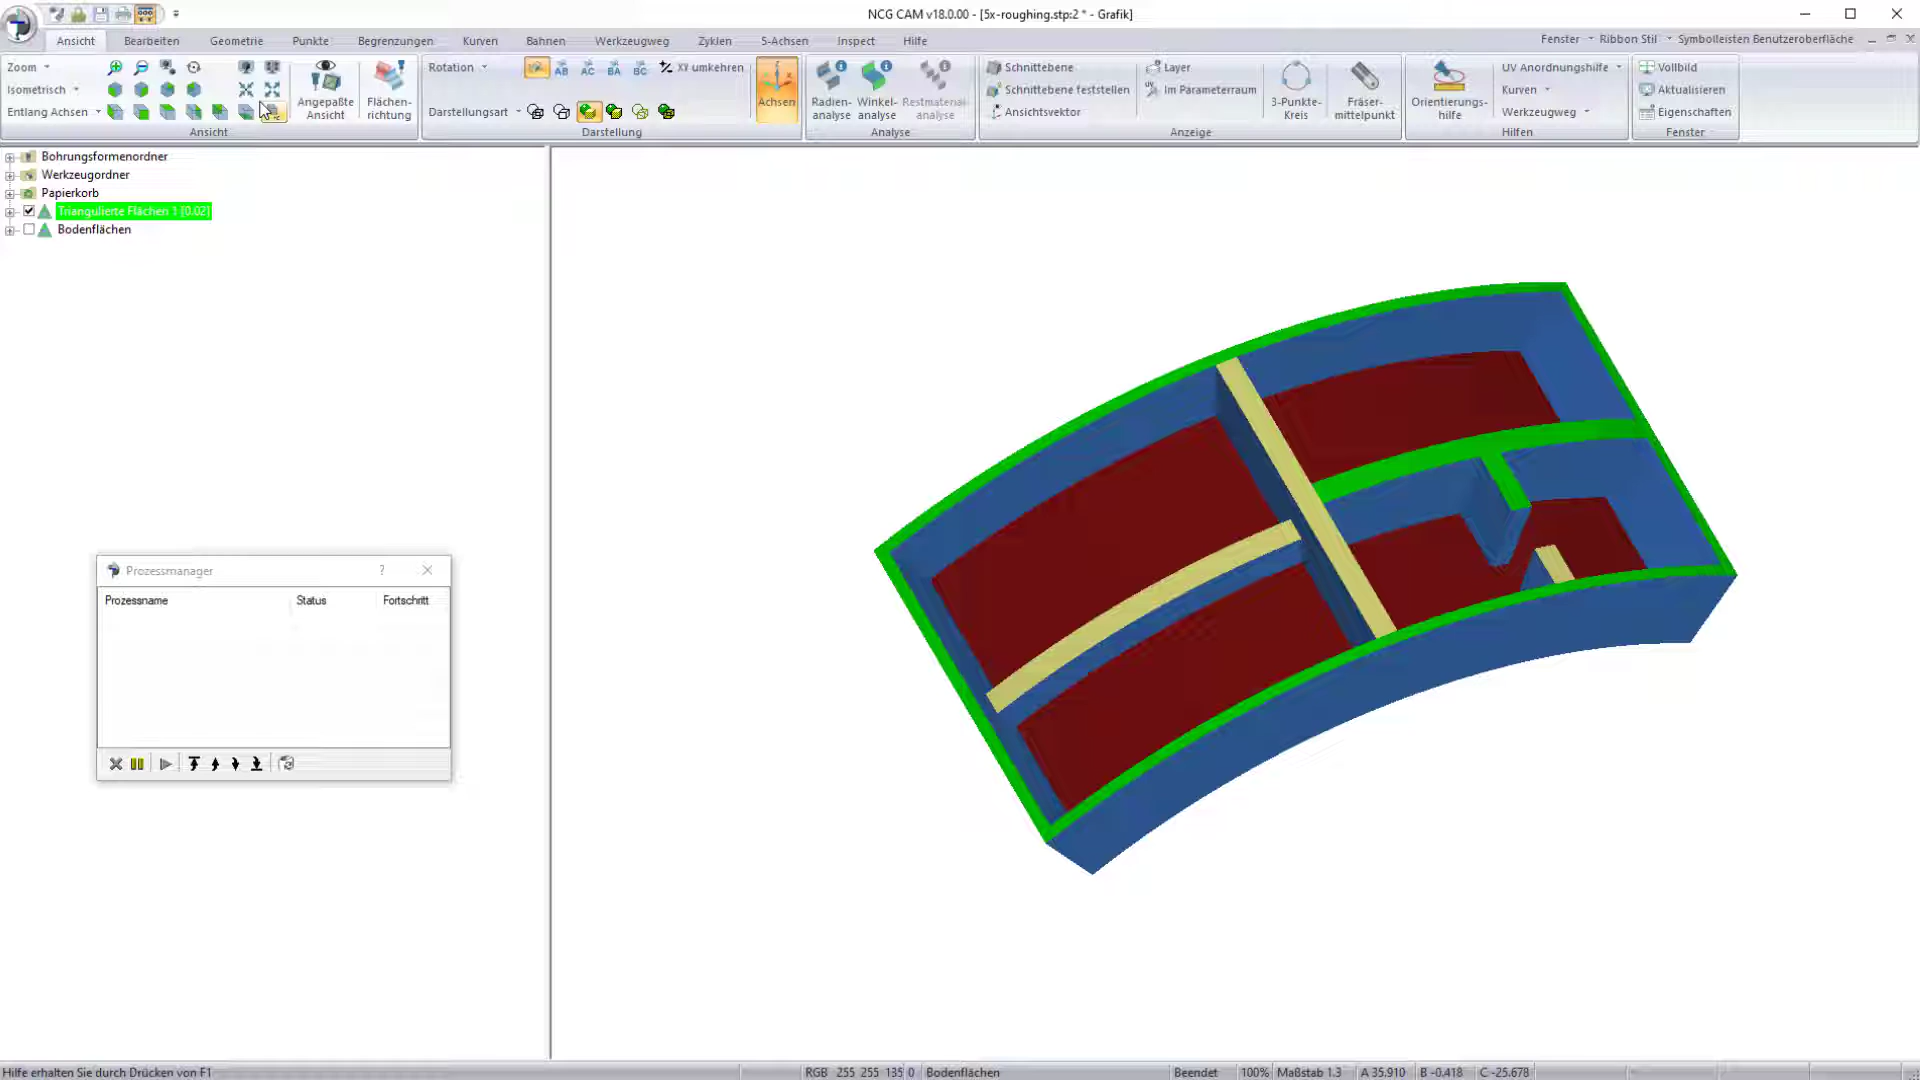 NCG CAM v18.0.00 - [5x-roughing.stp:2 * - Grafik]
Ansicht Bearbeiten Geometrie Punkte Begrenzungen Kurven Bahnen Werkzeugweg Zyklen 5-Achsen Inspect Hilfe Fenster Ribbon Stil Symbolleisten Benutzeroberfläche
Zoom
Isometrisch
Entlang Achsen
Angepaßte
Ansicht
Flächen-
richtung
Ansicht
Rotation AB AC BA BC XY umkehren
Darstellungsart
Achsen
Darstellung
Radien-
analyse
Winkel-
analyse
Restmaterial-
analyse
Analyse
Schnittebene
Schnittebene feststellen
Ansichtsvektor
Layer
im Parameterraum
3-Punkte-
Kreis
Fräser-
mittelpunkt
Anzeige
Orientierungs-
hilfe
UV Anordnungshilfe
Kurven
Werkzeugweg
Hilfen
Vollbild
Aktualisieren
Eigenschaften
Fenster
Bohrungsformenordner
Werkzeugordner
Papierkorb
Triangulierte Flächen 1 [0.02]
Bodenflächen
Prozessmanager ?
Prozessname Status Fortschritt
Hilfe erhalten Sie durch Drücken von F1 RGB 255 255 135 0 Bodenflächen Beendet 100% Maßstab 1.3 A 35.910 B -0.418 C -25.678